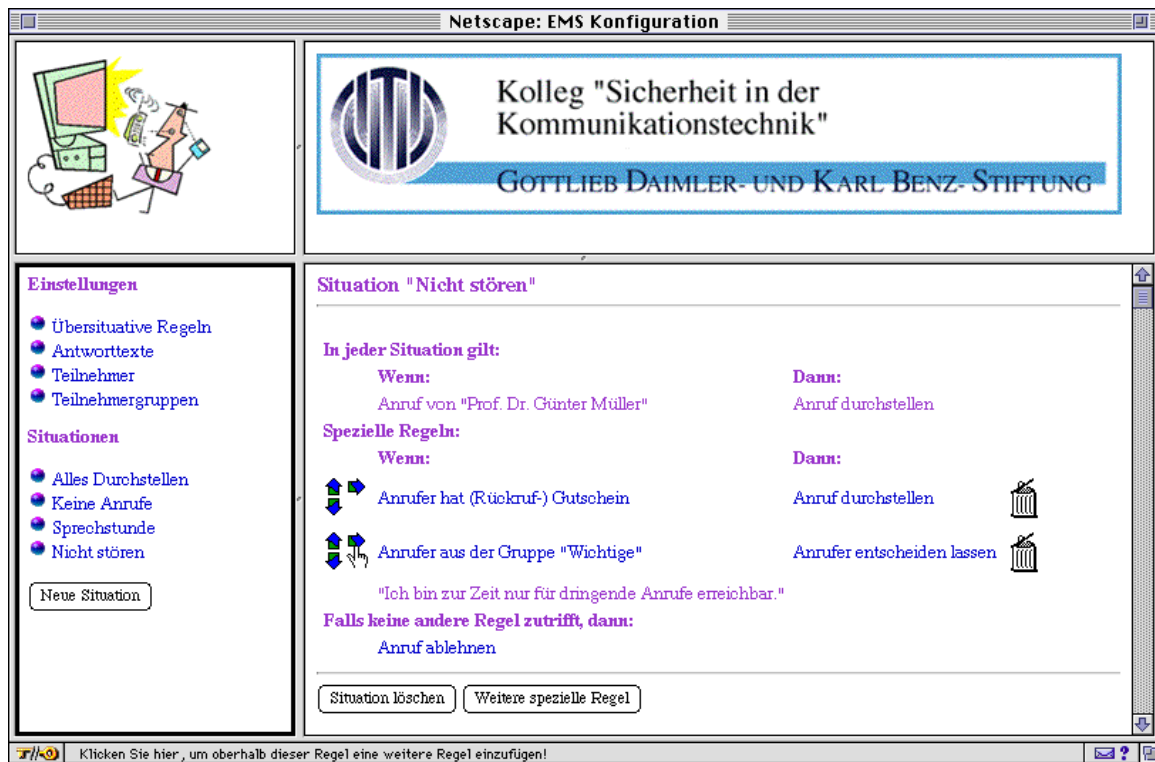 Netscape: EMS Konfiguration
Kolleg "Sicherheit in der
Kommunikationstechnik"
GOTTLIEB DAIMLER- UND KARL BENZ- STIFTUNG
Einstellungen
Übersituative Regeln
Antworttexte
Teilnehmer
Teilnehmergruppen
Situationen
Alles Durchstellen
Keine Anrufe
Sprechstunde
Nicht stören
Neue Situation
Situation "Nicht stören"
In jeder Situation gilt:
Wenn: Dann:
Anruf von "Prof. Dr. Günter Müller" Anruf durchstellen
Spezielle Regeln:
Wenn: Dann:
Anrufer hat (Rückruf-) Gutschein Anruf durchstellen
Anrufer aus der Gruppe "Wichtige" Anrufer entscheiden lassen
"Ich bin zur Zeit nur für dringende Anrufe erreichbar."
Falls keine andere Regel zutrifft, dann:
Anruf ablehnen
Situation löschen Weitere spezielle Regel
Klicken Sie hier, um oberhalb dieser Regel eine weitere Regel einzufügen!
?